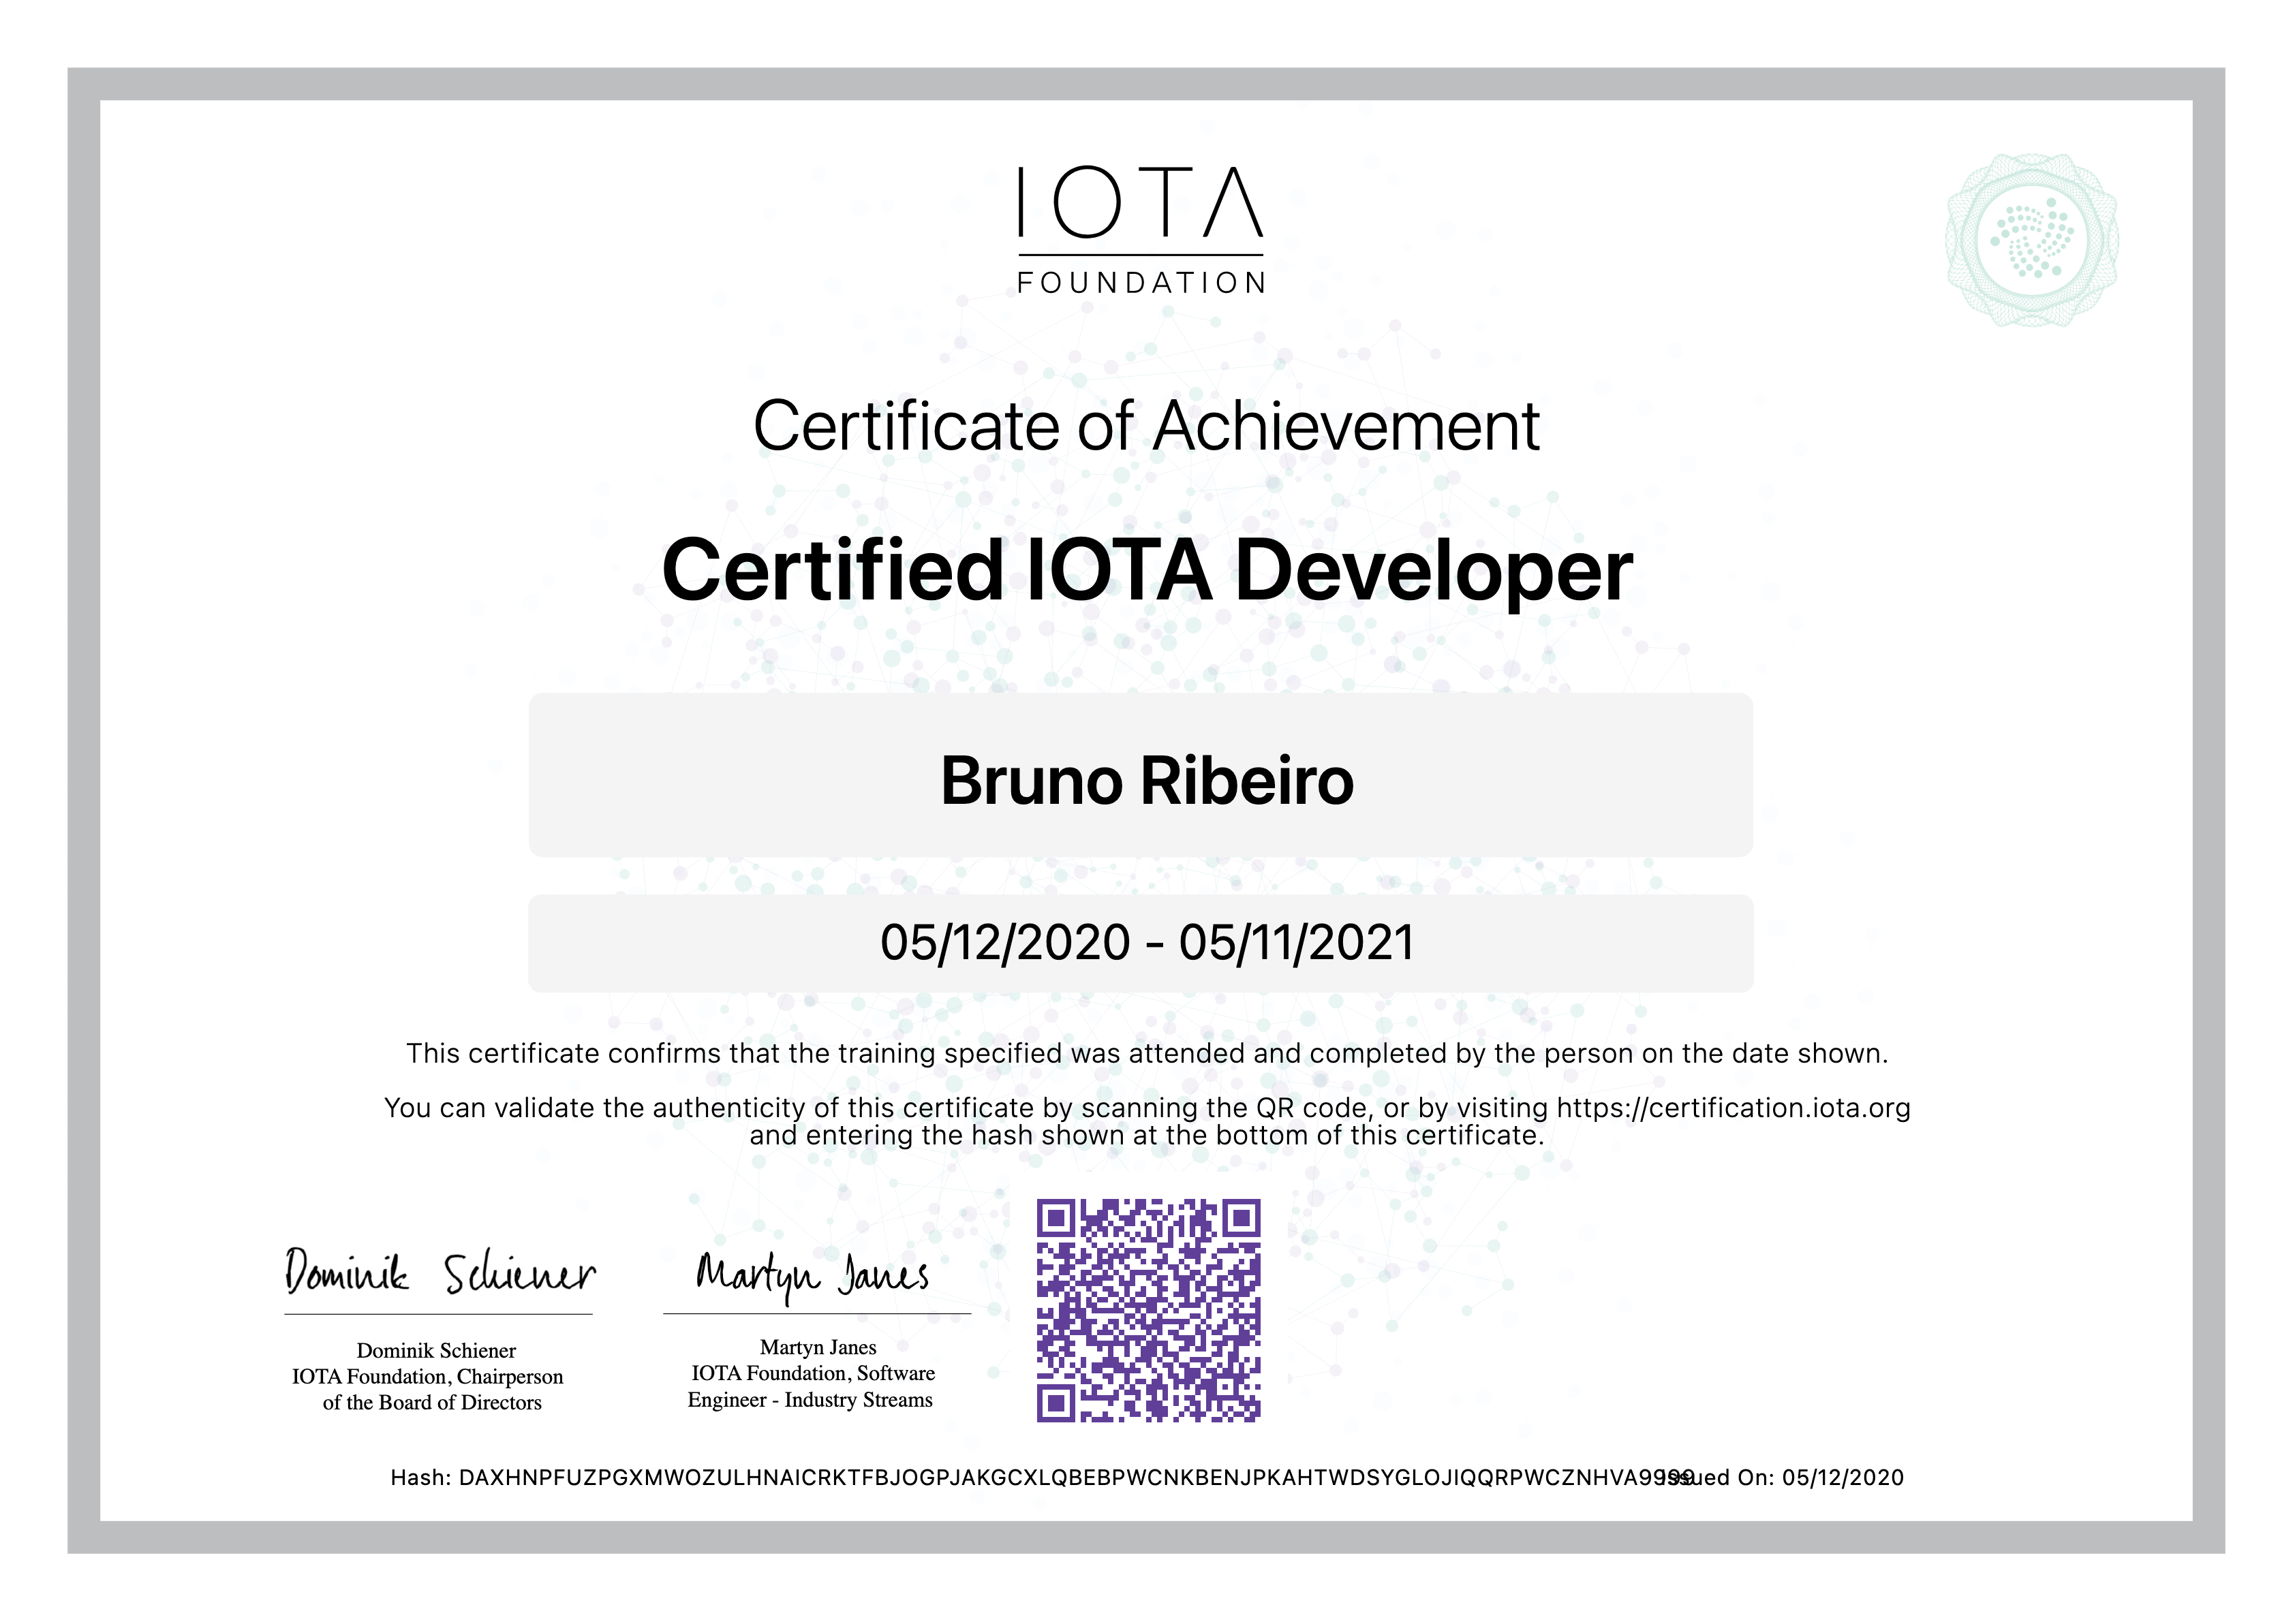 IOTA
FOUNDATION
Certificate of Achievement
Certified IOTA Developer
Bruno Ribeiro
05/12/2020 - 05/11/2021
This certificate confirms that the training specified was attended and completed by the person on the date shown.
You can validate the authenticity of this certificate by scanning the QR code, or by visiting https://certification.iota.org
and entering the hash shown at the bottom of this certificate.
Dominik Schiener
Martyn Janes
Dominik Schiener
IOTA Foundation, Chairperson
of the Board of Directors
Martyn Janes
IOTA Foundation, Software
Engineer - Industry Streams
Hash: DAXHNPFUZPGXMWOZULHNAICRKTFBJOGPJAKGCXLQBEBPWCNKBENJPKAHTWDSYGLOJIQQRPWCZNHVA9999
Issued On: 05/12/2020